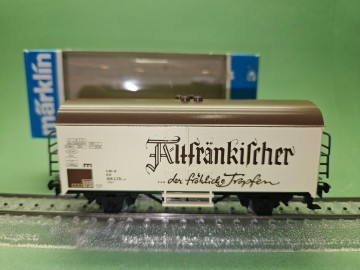 märklin
Altfränkischer
... der fröhliche Tropfen